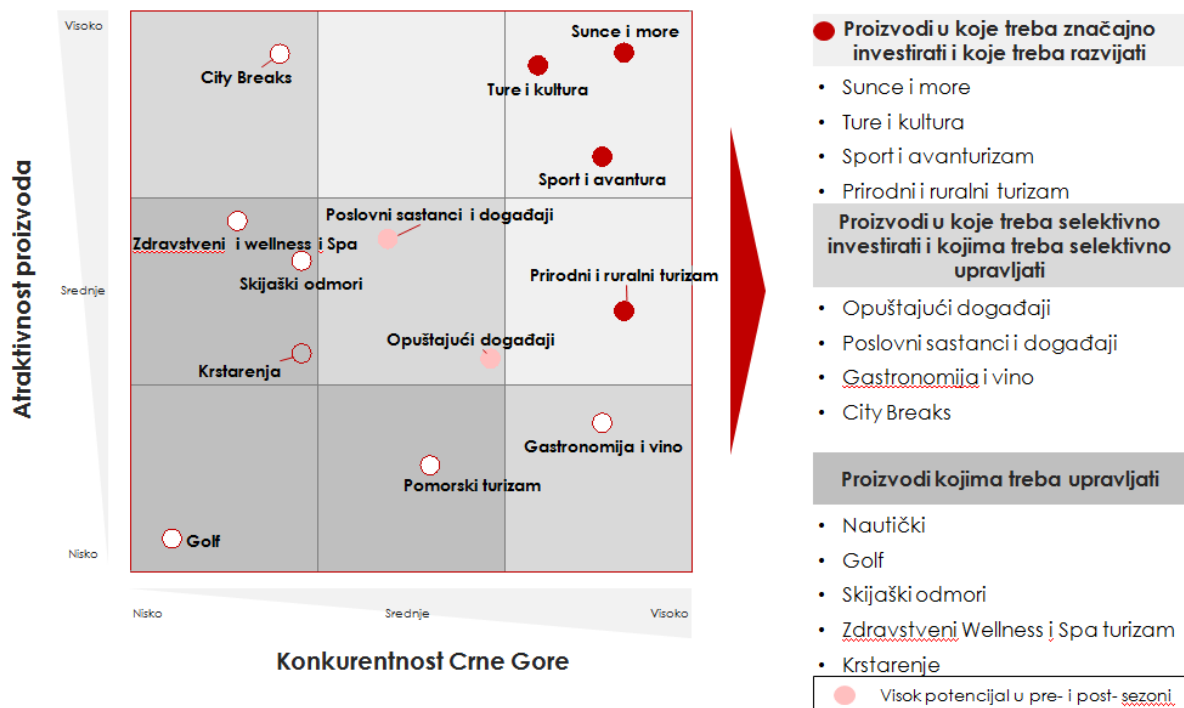 Visoko
Atraktivnost proizvoda
Srednje
Nisko
City Breaks
Sunce i more
Ture i kultura
Sport i avantura
Poslovni sastanci i događaji
Zdravstveni i wellness i Spa
Skijaški odmori
Prirodni i ruralni turizam
Opuštajući događaji
Krstarenja
Gastronomija i vino
Pomorski turizam
Golf
Nisko
Srednje
Visoko
Konkurentnost Crne Gore
Proizvodi u koje treba značajno
investirati i koje treba razvijati
• Sunce i more
• Ture i kultura
• Sport i avanturizam
• Prirodni i ruralni turizam
Proizvodi u koje treba selektivno
investirati i kojima treba selektivno
upravljati
• Opuštajući događaji
• Poslovni sastanci i događaji
• Gastronomija i vino
• City Breaks
Proizvodi kojima treba upravljati
• Nautički
• Golf
• Skijaški odmori
• Zdravstveni Wellness i Spa turizam
• Krstarenje
Visok potencijal u pre- i post- sezoni